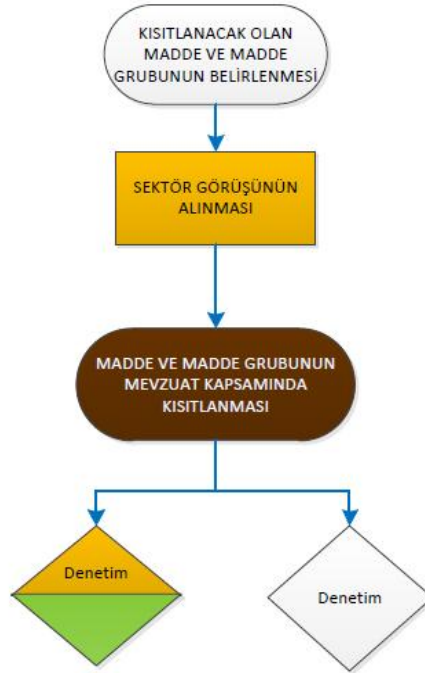 KISITLANACAK OLAN
MADDE VE MADDE
GRUBUNUN BELİRLENMESİ
SEKTÖR GÖRÜŞÜNÜN
ALINMASI
MADDE VE MADDE GRUBUNUN
MEVZUAT KAPSAMINDA
KISITLANMASI
Denetim
Denetim